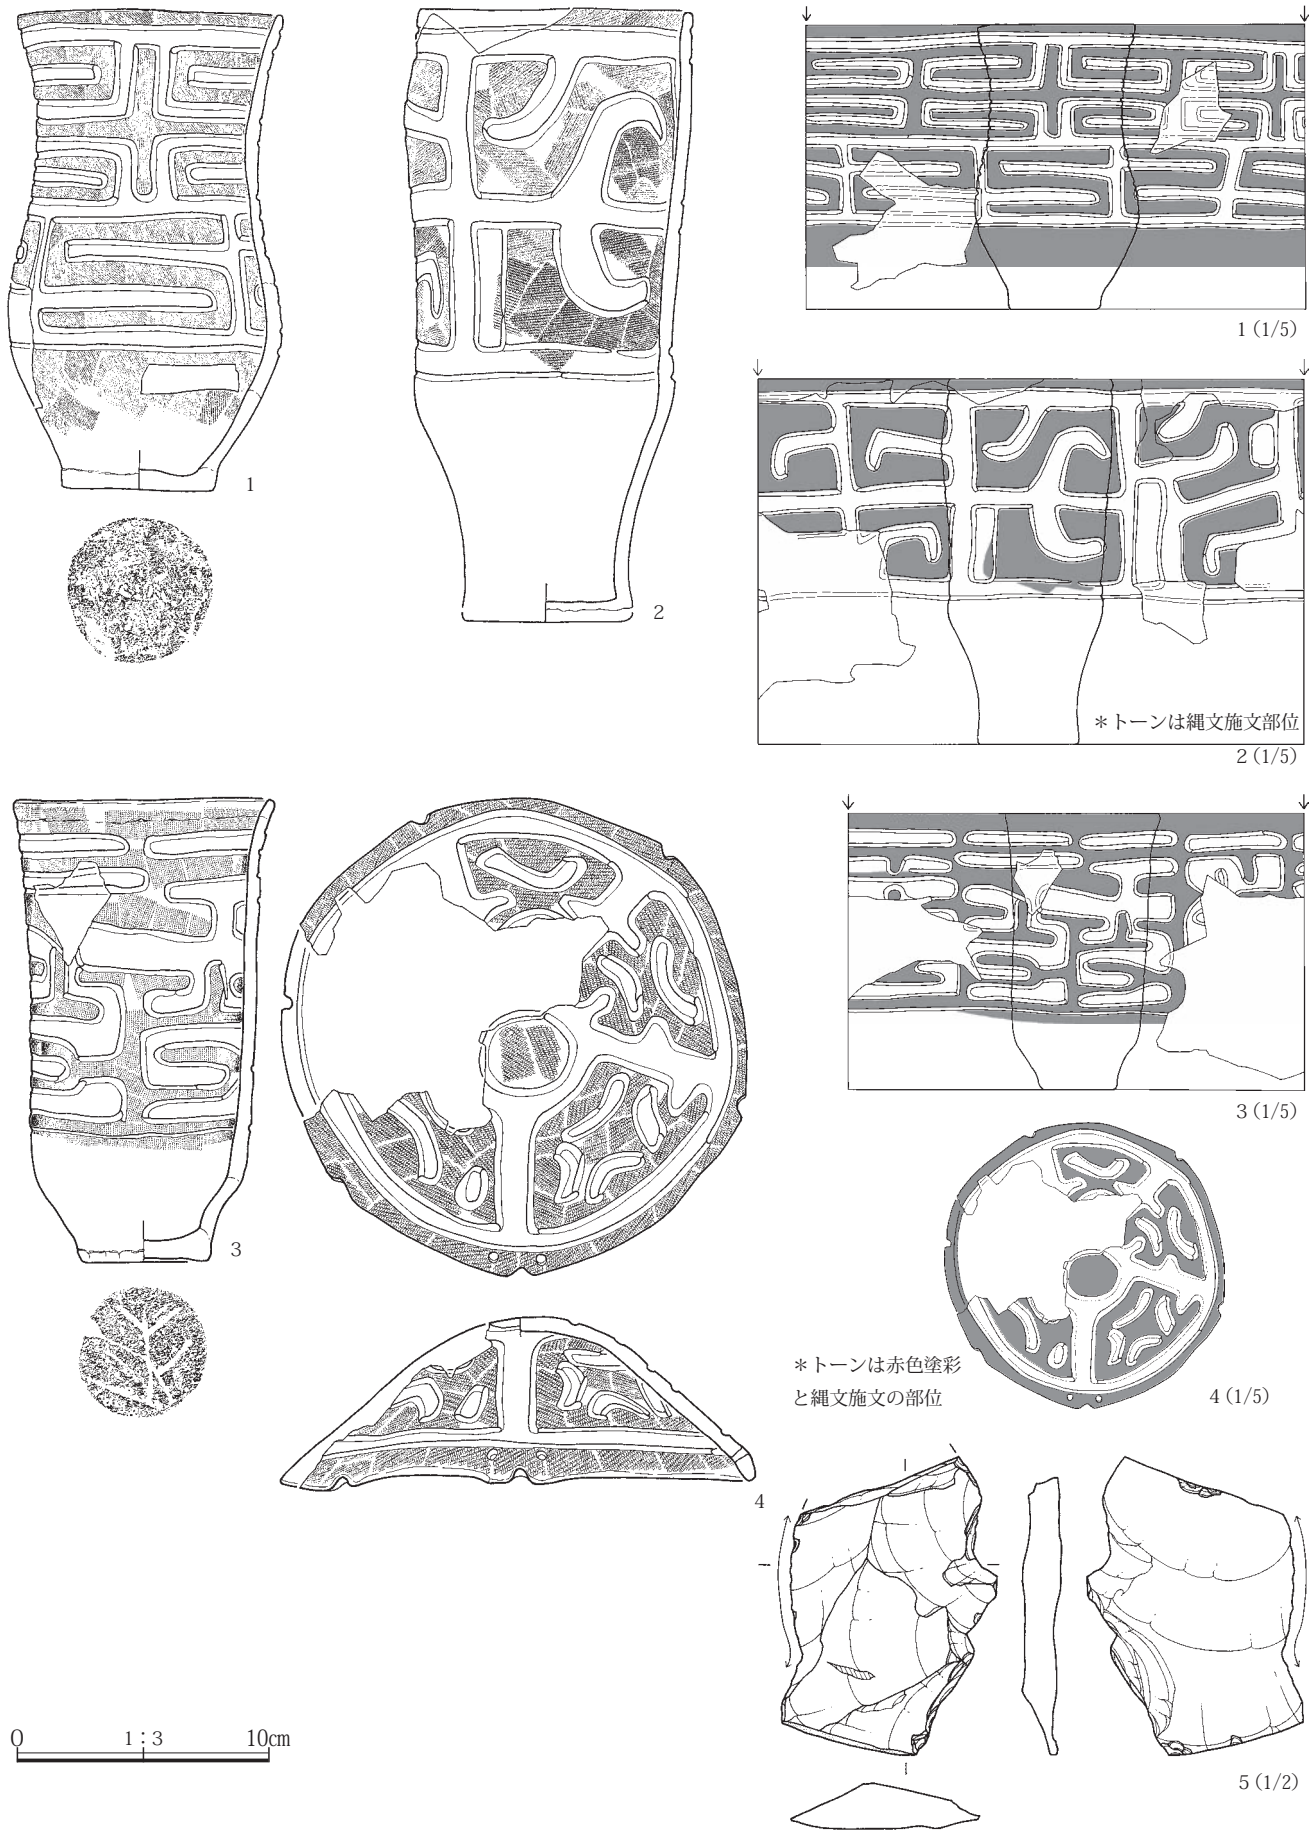 1
2
1 (1/5)
＊トーンは縄文施文部位
2 (1/5)
3
4
3 (1/5)
＊トーンは赤色塗彩
と縄文施文の部位
4 (1/5)
5 (1/2)
0 1：3 10㎝